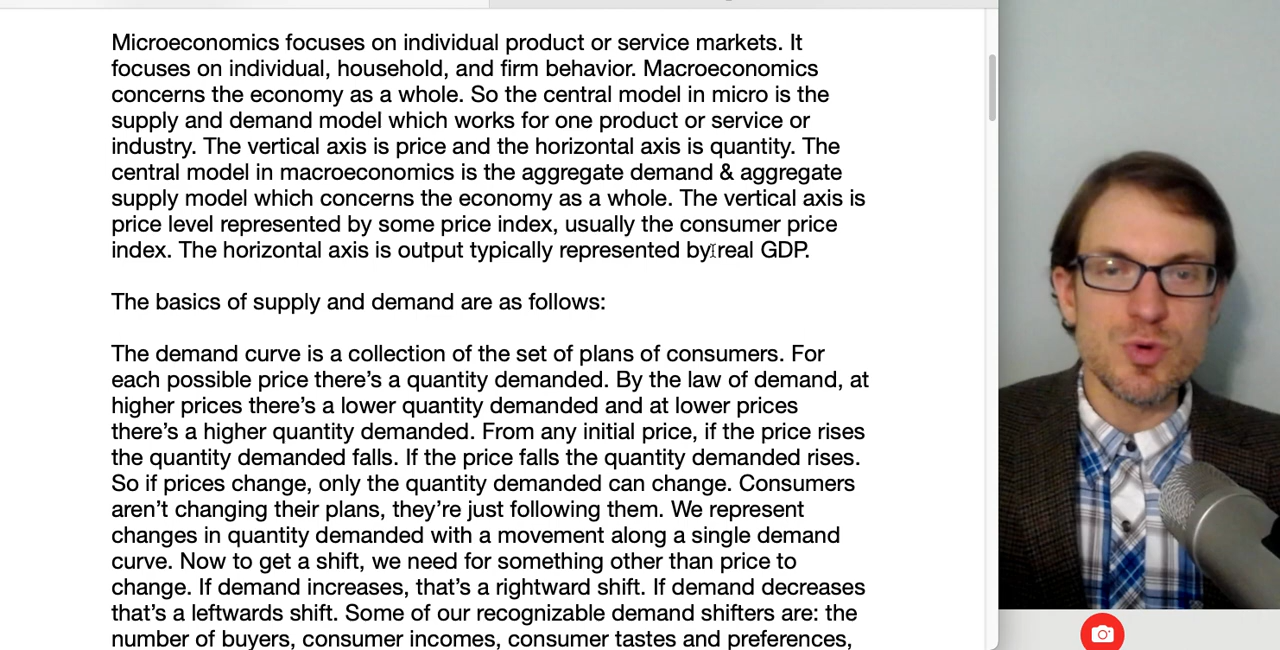 Microeconomics focuses on individual product or service markets. It
focuses on individual, household, and firm behavior. Macroeconomics
concerns the economy as a whole. So the central model in micro is the
supply and demand model which works for one product or service or
industry. The vertical axis is price and the horizontal axis is quantity. The
central model in macroeconomics is the aggregate demand & aggregate
supply model which concerns the economy as a whole. The vertical axis is
price level represented by some price index, usually the consumer price
index. The horizontal axis is output typically represented by real GDP.
The basics of supply and demand are as follows:
The demand curve is a collection of the set of plans of consumers. For
each possible price there’s a quantity demanded. By the law of demand, at
higher prices there’s a lower quantity demanded and at lower prices
there’s a higher quantity demanded. From any initial price, if the price rises
the quantity demanded falls. If the price falls the quantity demanded rises.
So if prices change, only the quantity demanded can change. Consumers
aren’t changing their plans, they’re just following them. We represent
changes in quantity demanded with a movement along a single demand
curve. Now to get a shift, we need for something other than price to
change. If demand increases, that’s a rightward shift. If demand decreases
that’s a leftwards shift. Some of our recognizable demand shifters are: the
number of buyers, consumer incomes, consumer tastes and preferences,